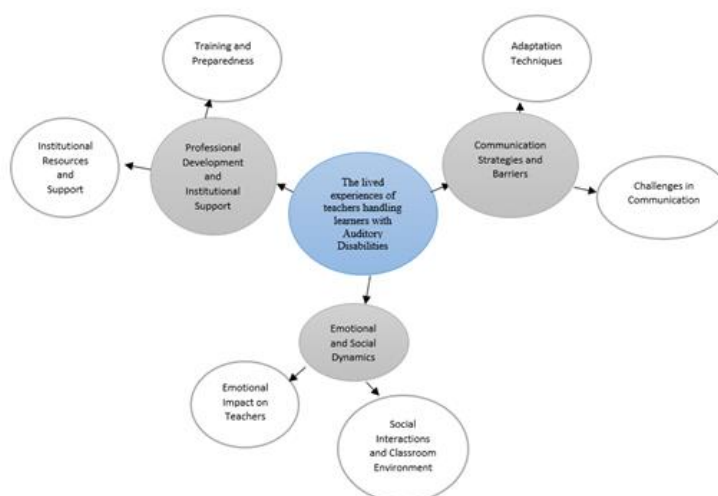 Training and
Preparedness
Adaptation
Techniques
Institutional
Resources
and
Support
Professional
Development
and
Institutional
Support
Communication
Strategies and
Barriers
The lived
experiences of
teachers handling
learners with
Auditory
Disabilities
Challenges in
Communication
Emotional
and Social
Dynamics
Emotional
Impact on
Teachers
Social
Interactions
and Classroom
Environment